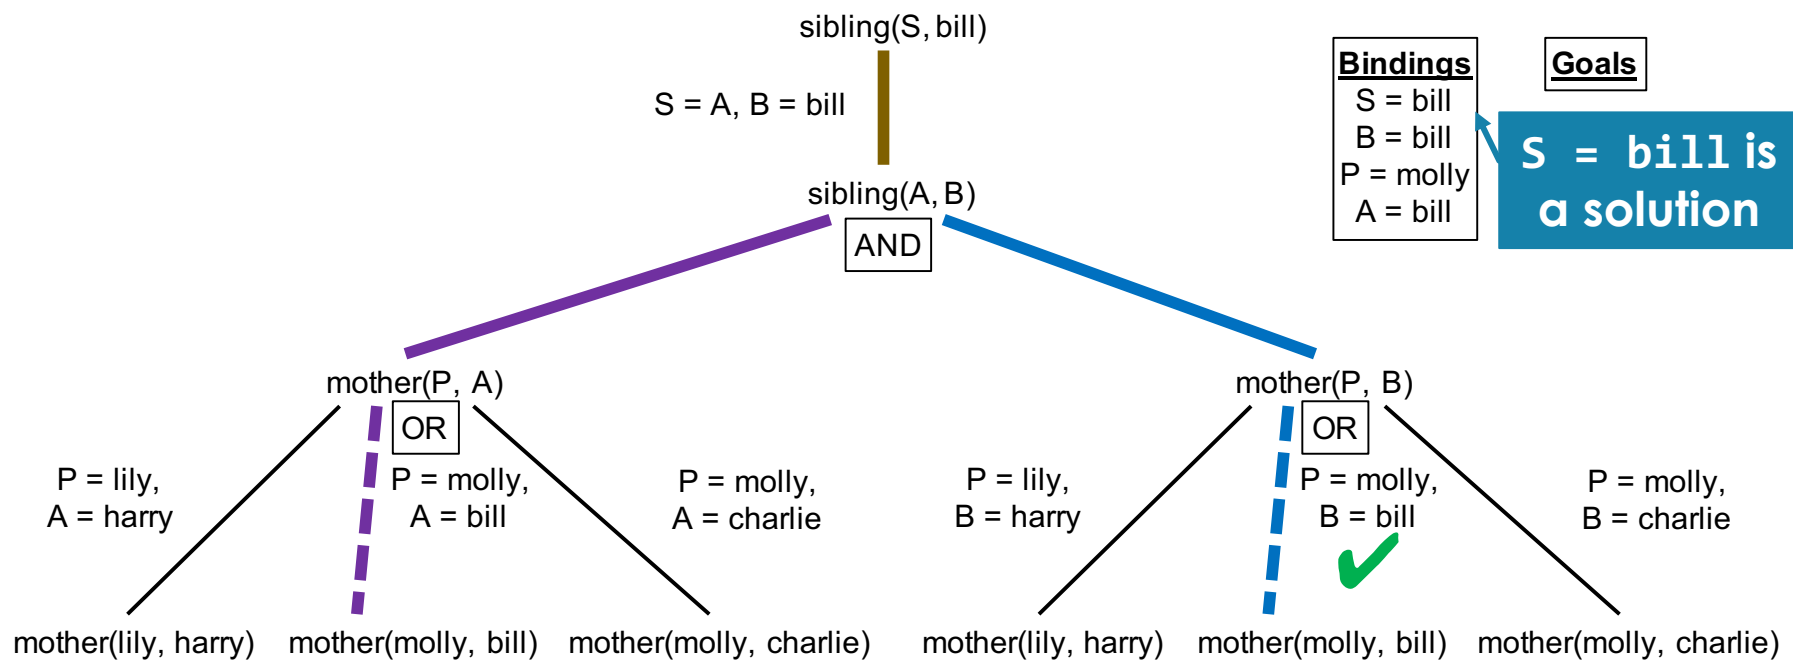 sibling(S, bill)
S = A, B = bill
sibling(A, B)
AND
Bindings
S = bill
B = bill
P = molly
A = bill
Goals
S = bill is
a solution
mother(P, A)
OR
P = lily,
A = harry
P = molly,
A = bill
P = molly,
A = charlie
mother(P, B)
OR
P = lily,
B = harry
P = molly,
B = bill
P = molly,
B = charlie
mother(lily, harry)
mother(molly, bill)
mother(molly, charlie)
mother(lily, harry)
mother(molly, bill)
mother(molly, charlie)